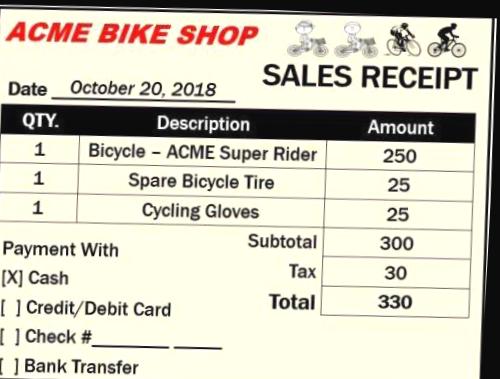 ACME BIKE SHOP
SALES RECEIPT
Date October 20, 2018
QTY. Description Amount
1 Bicycle – ACME Super Rider 250
1 Spare Bicycle Tire 25
1 Cycling Gloves 25
Subtotal 300
Tax 30
Total 330
Payment With
[X] Cash
[ ] Credit/Debit Card
[ ] Check #_________ _____
[ ] Bank Transfer